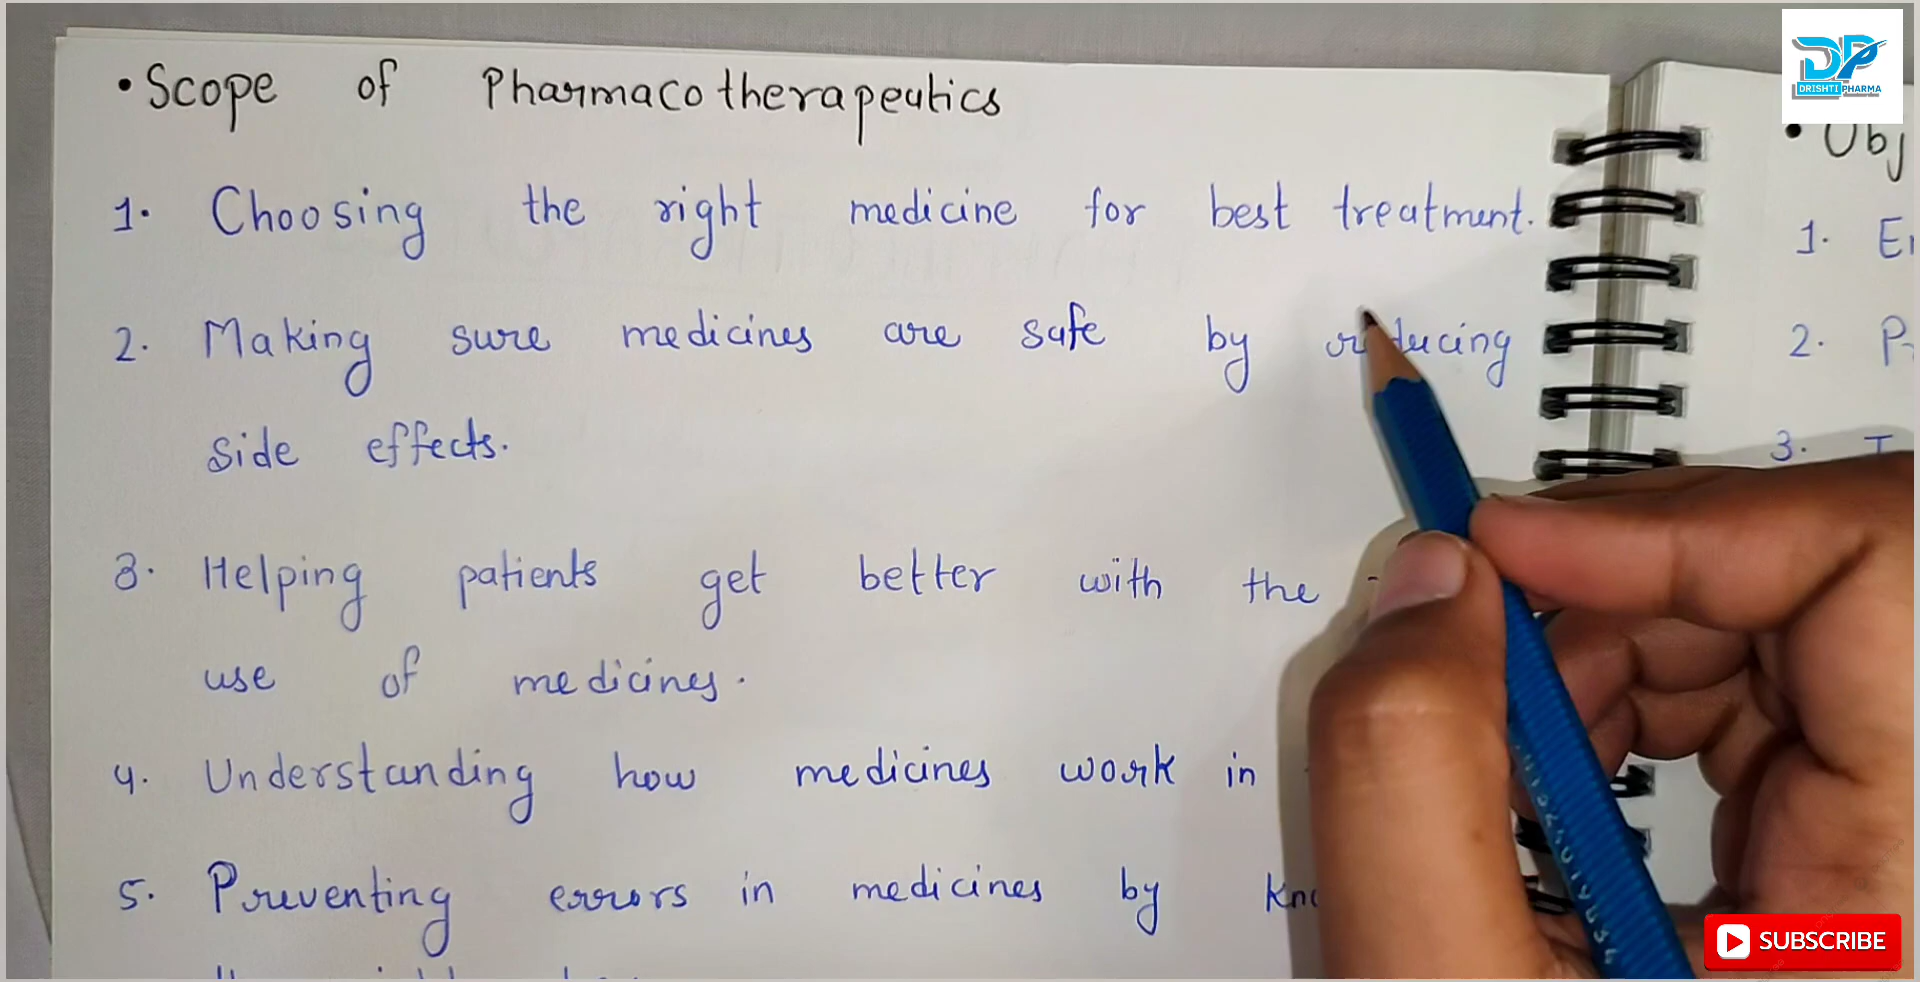 • Scope of Pharmacotherapeutics
1. Choosing the right medicine for best treatment.
2. Making sure medicines are safe by reducing
side effects.
3. Helping patients get better with the
use of medicines.
4. Understanding how medicines work in
5. Preventing errors in medicines by
• Obj
1.
2.
3.
DP
DRISHTI PHARMA
SUBSCRIBE